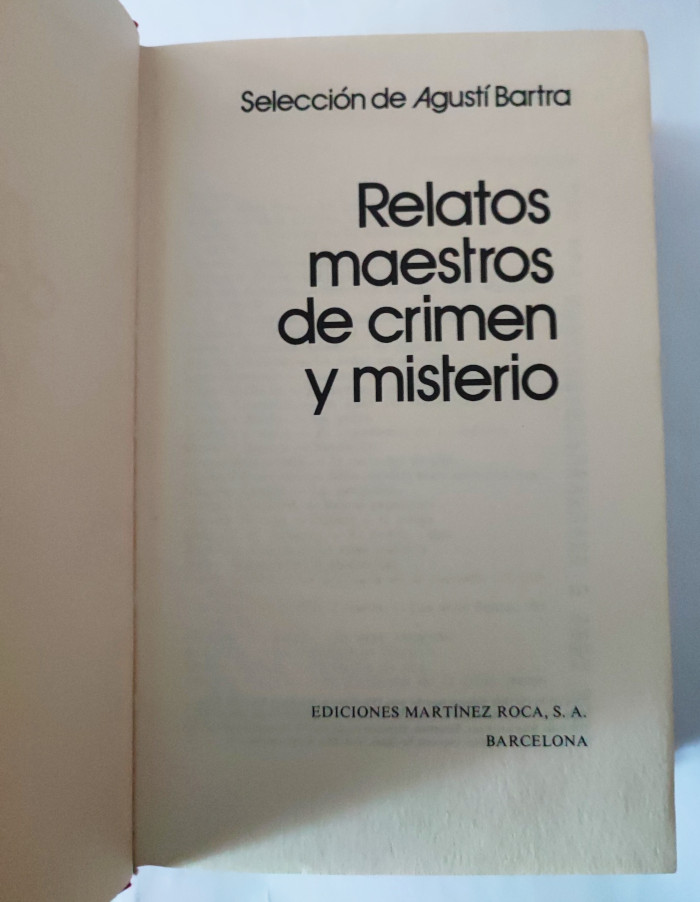 Selección de Agustí Bartra
Relatos
maestros
de crimen
y misterio
EDICIONES MARTÍNEZ ROCA, S. A.
BARCELONA